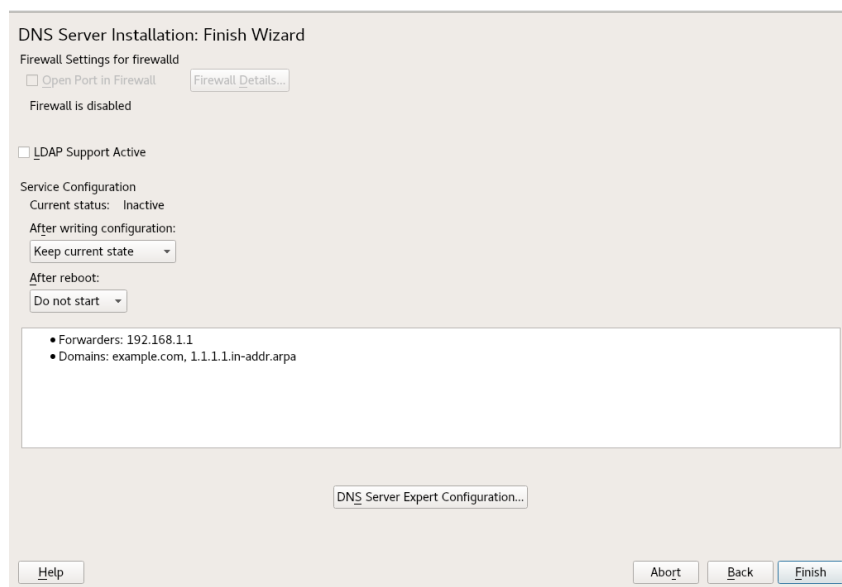 DNS Server Installation: Finish Wizard
Firewall Settings for firewalld
Open Port in Firewall Firewall Details...
Firewall is disabled
LDAP Support Active
Service Configuration
Current status: Inactive
After writing configuration:
Keep current state
After reboot:
Do not start
• Forwarders: 192.168.1.1
• Domains: example.com, 1.1.1.1.in-addr.arpa
DNS Server Expert Configuration...
Help Abort Back Finish